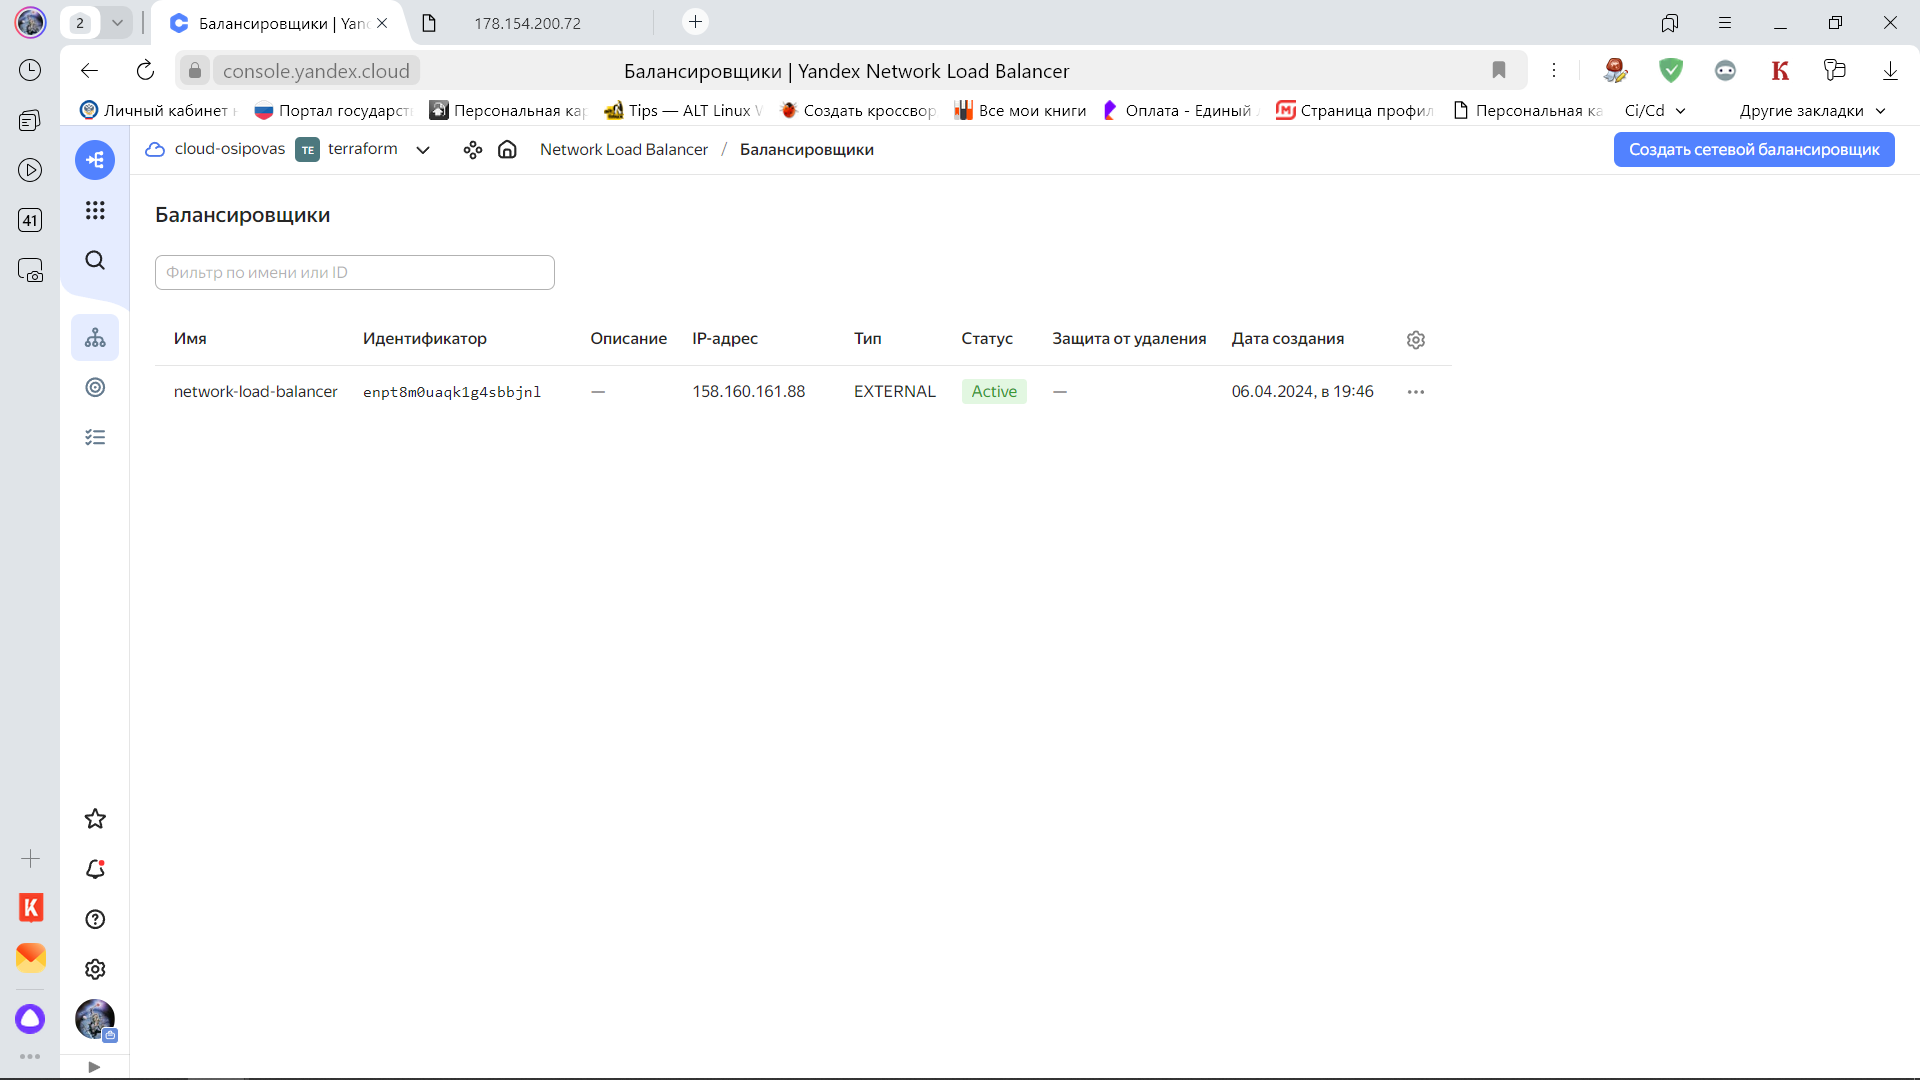 2
Балансировщики | Yan
178.154.200.72
console.yandex.cloud
Балансировщики | Yandex Network Load Balancer
Личный кабинет
Портал государст
Персональная ка
Tips — ALT Linux
Создать кроссвор
Все мои книги
Оплата - Единый
Страница профил
Персональная ка
Ci/Cd
Другие закладки
41
cloud-osipovas
TE
terraform
Network Load Balancer / Балансировщики
Создать сетевой балансировщик
Балансировщики
Фильтр по имени или ID
Имя Идентификатор Описание IP-адрес Тип Статус Защита от удаления Дата создания
network-load-balancer enpt8m0uaqk1g4sbbjnl — 158.160.161.88 EXTERNAL Active — 06.04.2024, в 19:46